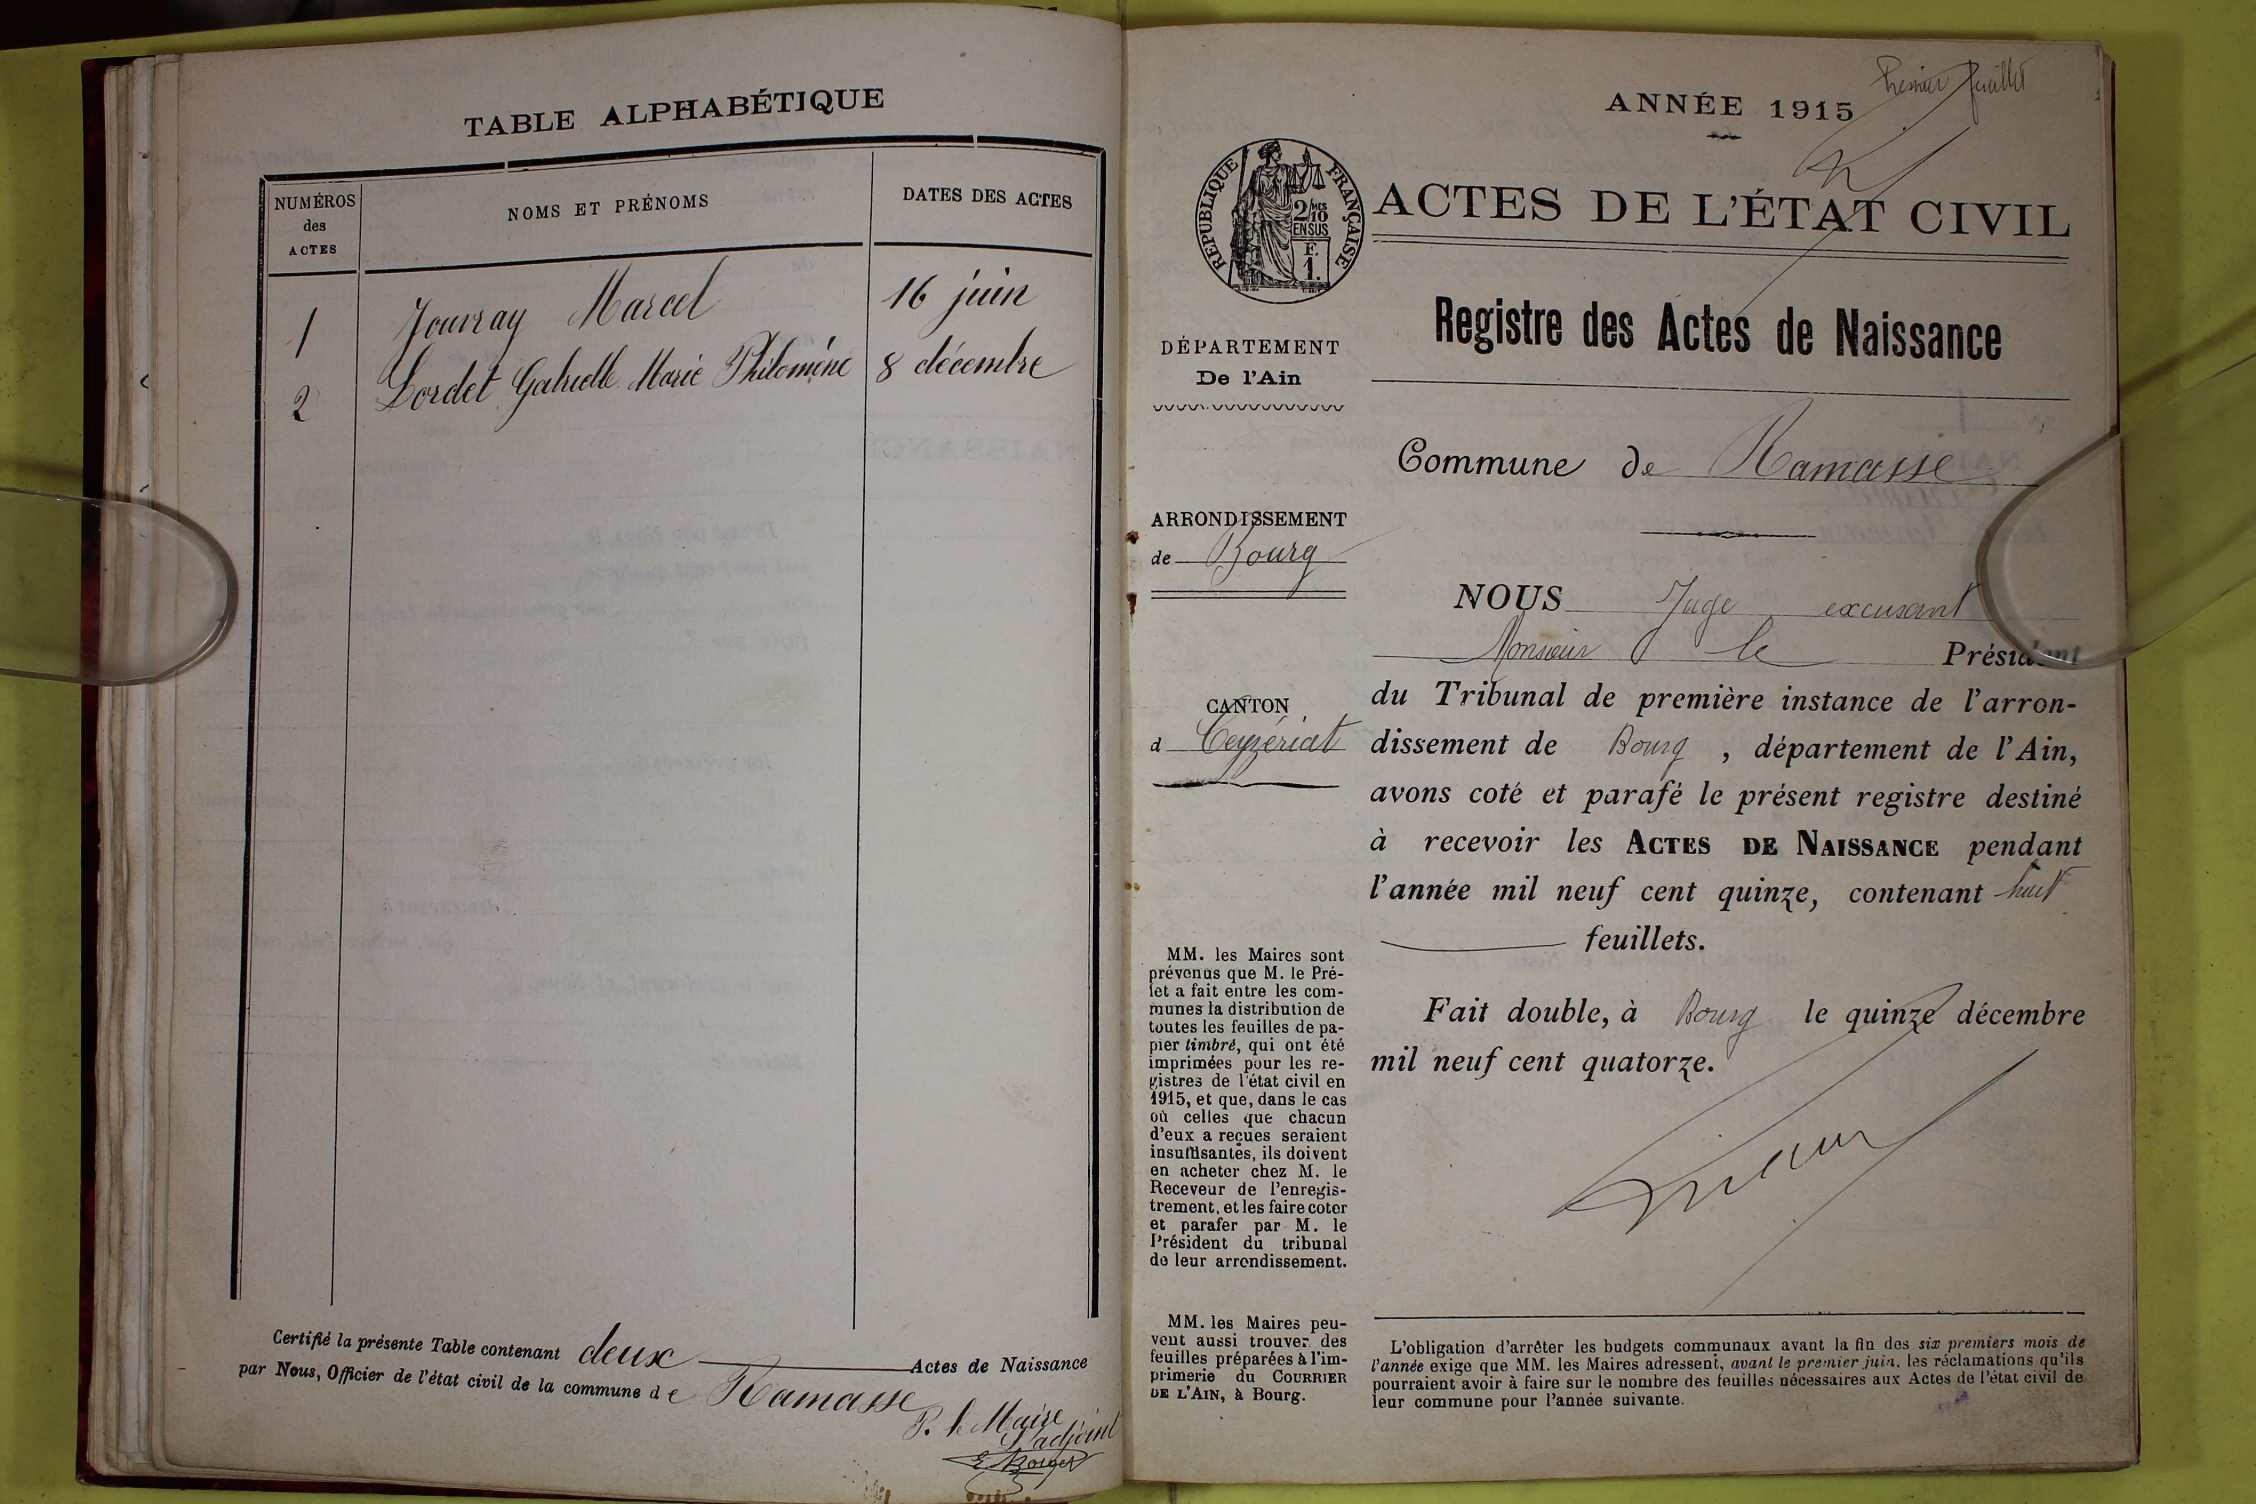 TABLE ALPHABÉTIQUE
NUMÉROS
des
ACTES
NOMS ET PRÉNOMS
DATES DES ACTES
1 Jouvray Marcel 16 juin
2 Lordet Gabrielle Marie Philomène 8 décembre
Certifié la présente Table contenant deux Actes de Naissance
par Nous, Officier de l'état civil de la commune de Ramasse
P. le Maire
L'adjoint
Premier feuillet
ANNÉE 1915
RÉPUBLIQUE FRANÇAISE
2/10 MES
EN SUS
F.
1.
ACTES DE L'ÉTAT CIVIL
Registre des Actes de Naissance
DÉPARTEMENT
De l'Ain
Commune de Ramasse
ARRONDISSEMENT
de Bourg
CANTON
d Ceyzériat
NOUS Juge excusant
Monsieur le Président
du Tribunal de première instance de l'arron-
dissement de Bourg, département de l'Ain,
avons coté et parafé le présent registre destiné
à recevoir les ACTES DE NAISSANCE pendant
l'année mil neuf cent quinze, contenant huit
feuillets.
Fait double, à Bourg le quinze décembre
mil neuf cent quatorze.
MM. les Maires sont
prévenus que M. le Pré-
fet a fait entre les com-
munes la distribution de
toutes les feuilles de pa-
pier timbré, qui ont été
imprimées pour les re-
gistres de l'état civil en
1915, et que, dans le cas
où celles que chacun
d'eux a reçues seraient
insuffisantes, ils doivent
en acheter chez M. le
Receveur de l'enregis-
trement, et les faire coter
et parafer par M. le
Président du tribunal
de leur arrondissement.
MM. les Maires peu-
vent aussi trouver des
feuilles préparées à l'im-
primerie du COURRIER
DE L'AIN, à Bourg.
L'obligation d'arrêter les budgets communaux avant la fin des six premiers mois de
l'année exige que MM. les Maires adressent, avant le premier juin, les réclamations qu'ils
pourraient avoir à faire sur le nombre des feuilles nécessaires aux Actes de l'état civil de
leur commune pour l'année suivante.